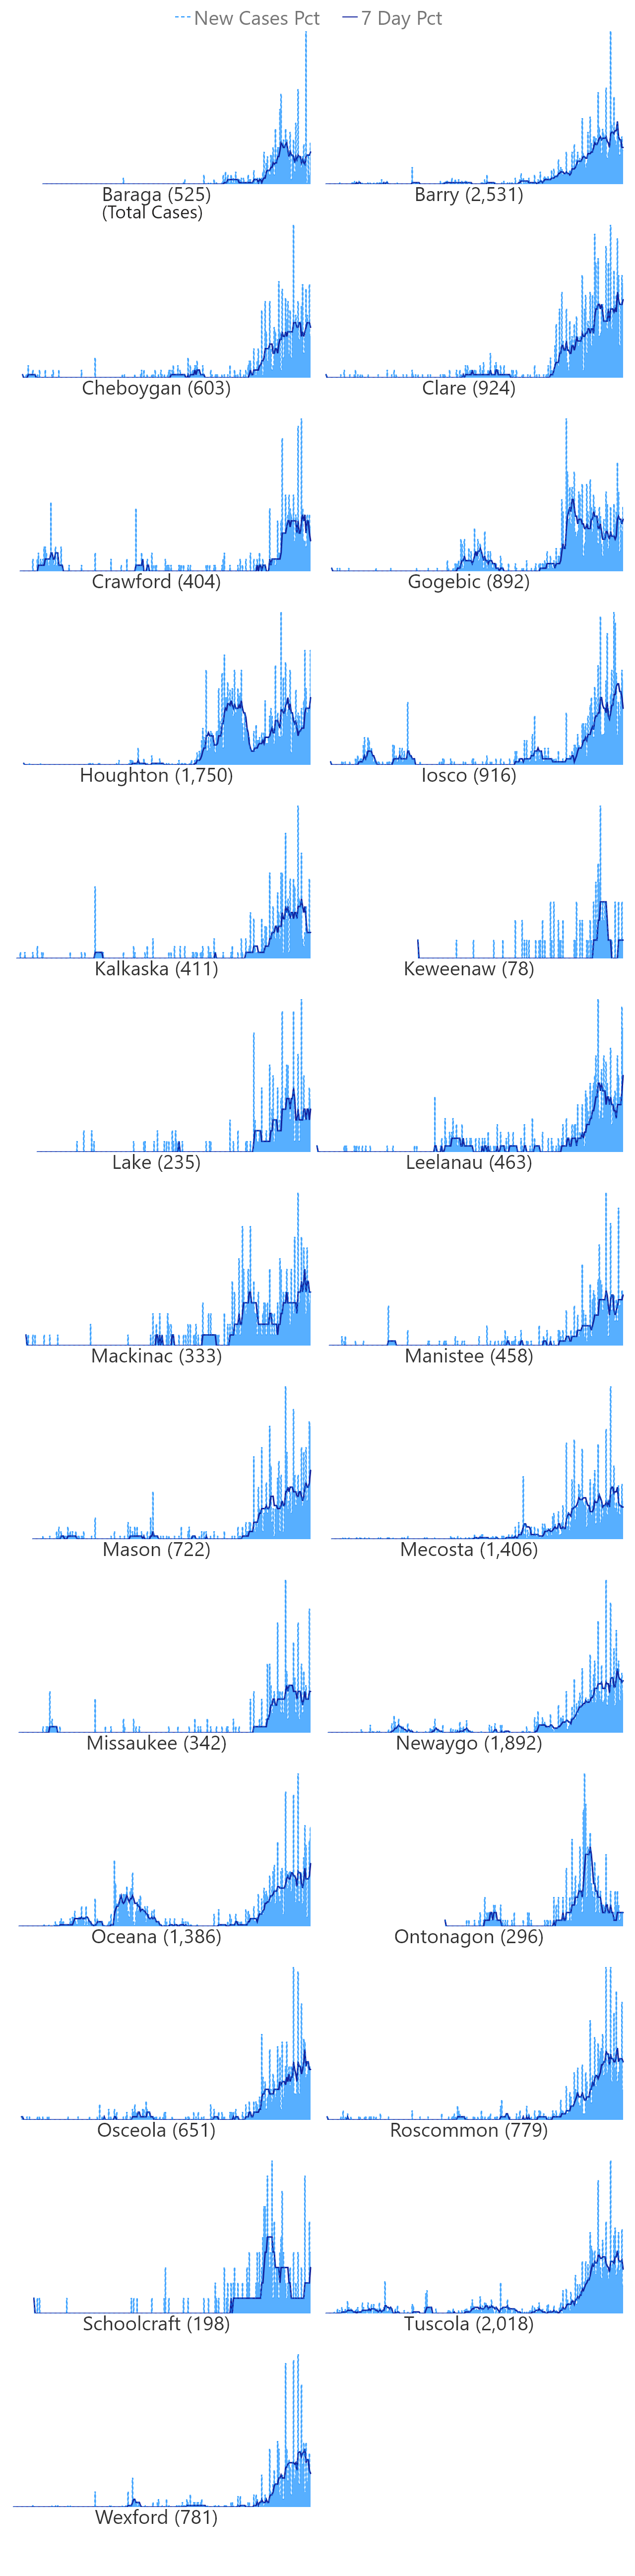 New Cases Pct 7 Day Pct
Baraga (525) Barry (2,531)
(Total Cases)
Cheboygan (603) Clare (924)
Crawford (404) Gogebic (892)
Houghton (1,750) Iosco (916)
Kalkaska (411) Keweenaw (78)
Lake (235) Leelanau (463)
Mackinac (333) Manistee (458)
Mason (722) Mecosta (1,406)
Missaukee (342) Newaygo (1,892)
Oceana (1,386) Ontonagon (296)
Osceola (651) Roscommon (779)
Schoolcraft (198) Tuscola (2,018)
Wexford (781)